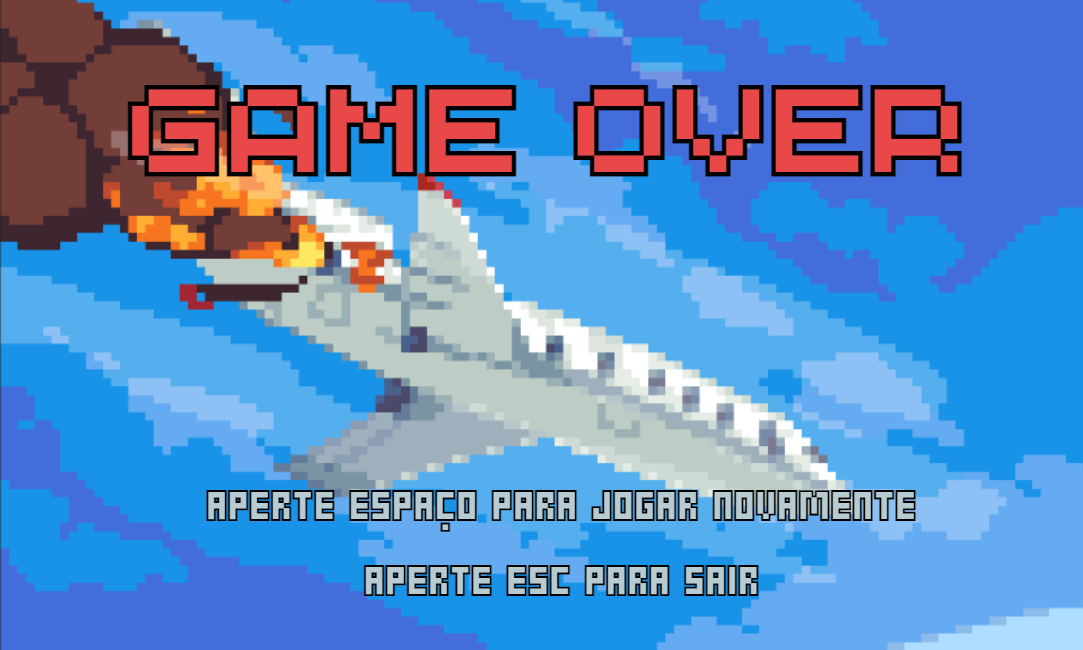 GAME OVER
APERTE ESPAÇO PARA JOGAR NOVAMENTE
APERTE ESC PARA SAIR